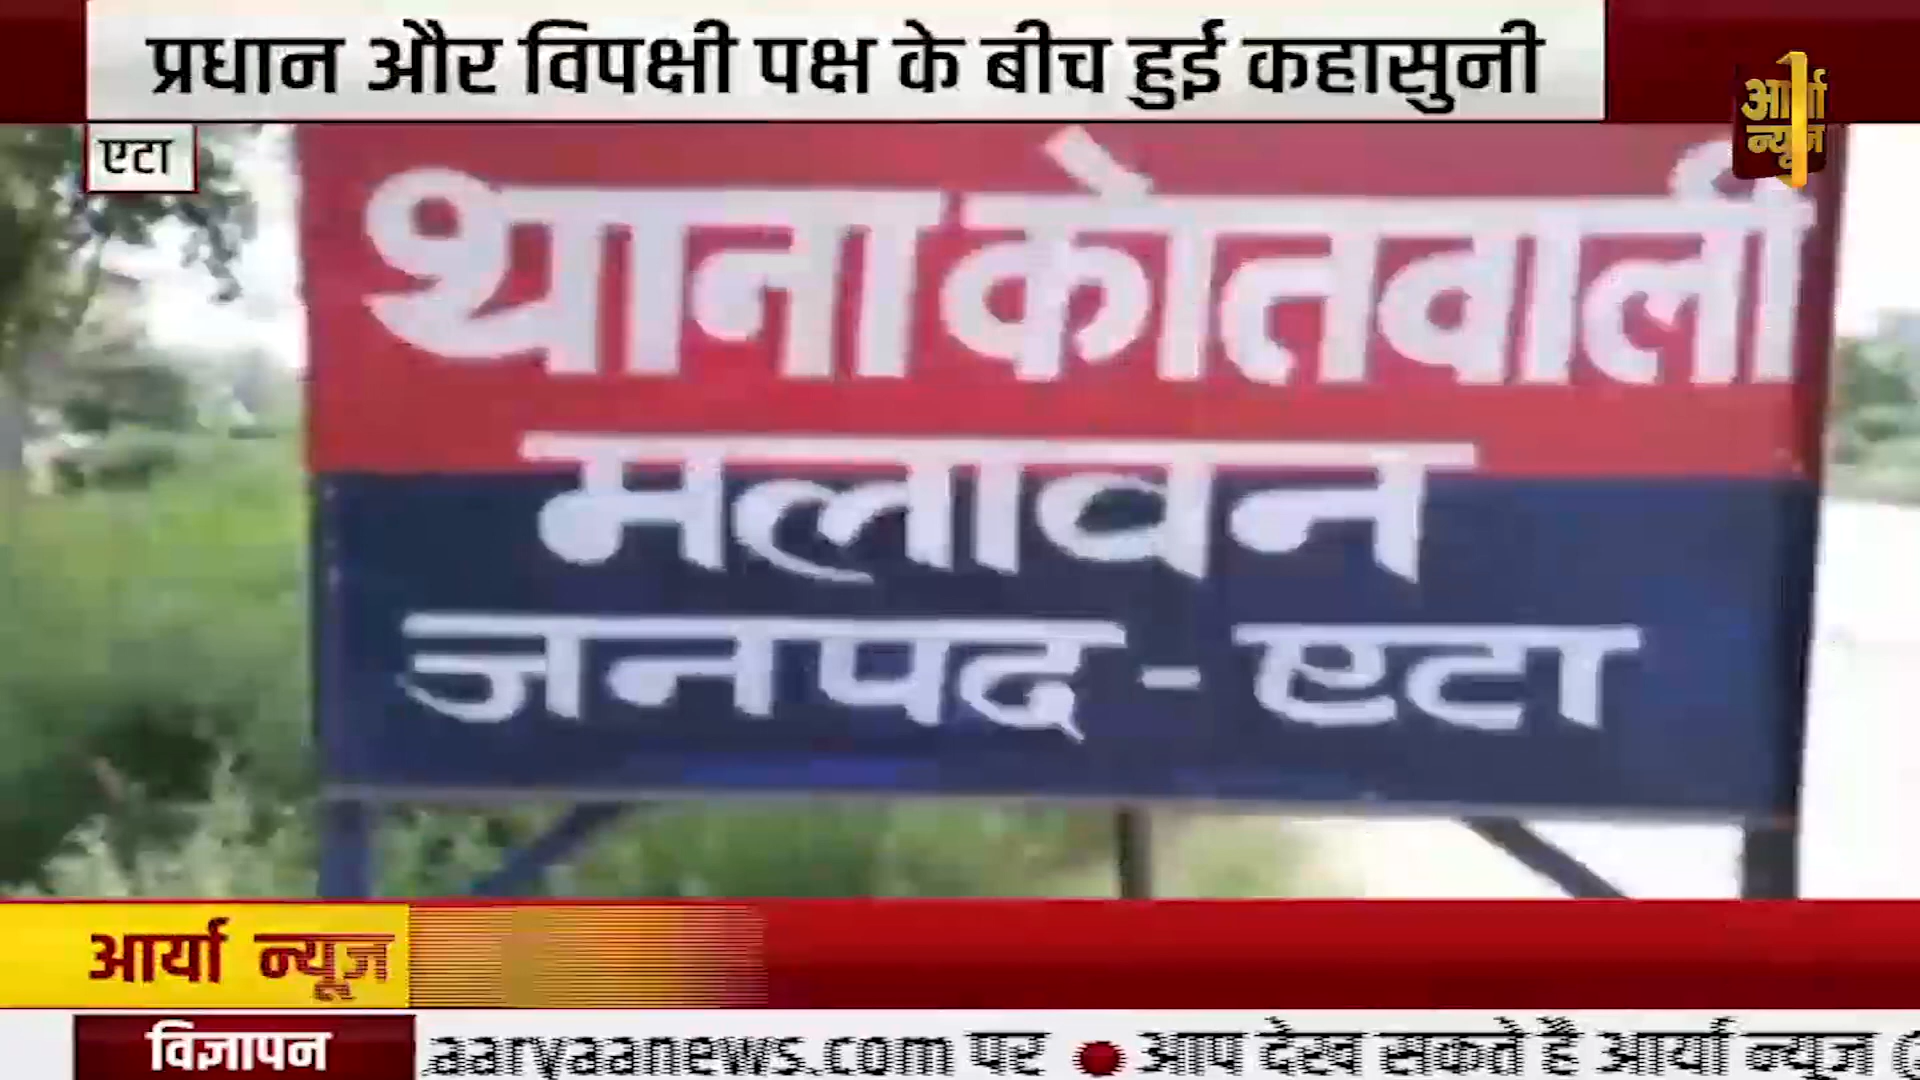 प्रधान और विपक्षी पक्ष के बीच हुई कहासुनी
आर्या
न्यूज
एटा
थाना कोतवाली
मलावन
जनपद - एटा
आर्या न्यूज
विज्ञापन
.aaryaanews.com पर ● आप देख सकते हैं आर्या न्यूज